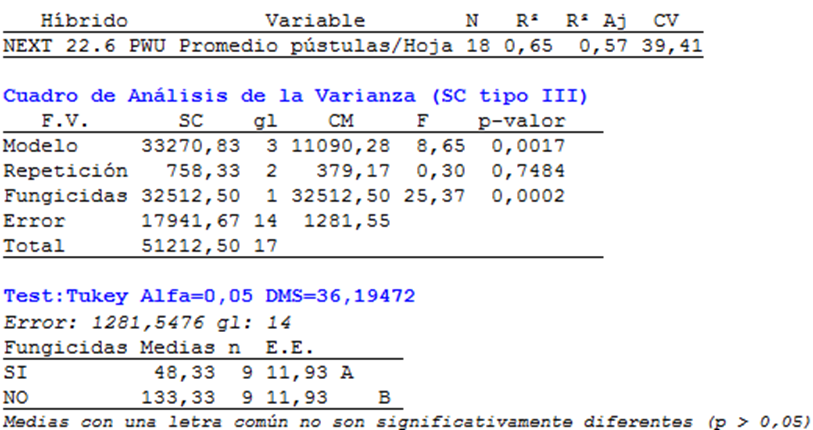 Híbrido Variable N R² R² Aj CV
NEXT 22.6 PWU Promedio pústulas/Hoja 18 0,65 0,57 39,41
Cuadro de Análisis de la Varianza (SC tipo III)
F.V. SC gl CM F p-valor
Modelo 33270,83 3 11090,28 8,65 0,0017
Repetición 758,33 2 379,17 0,30 0,7484
Fungicidas 32512,50 1 32512,50 25,37 0,0002
Error 17941,67 14 1281,55
Total 51212,50 17
Test:Tukey Alfa=0,05 DMS=36,19472
Error: 1281,5476 gl: 14
Fungicidas Medias n E.E.
SI 48,33 9 11,93 A
NO 133,33 9 11,93 B
Medias con una letra común no son significativamente diferentes (p > 0,05)